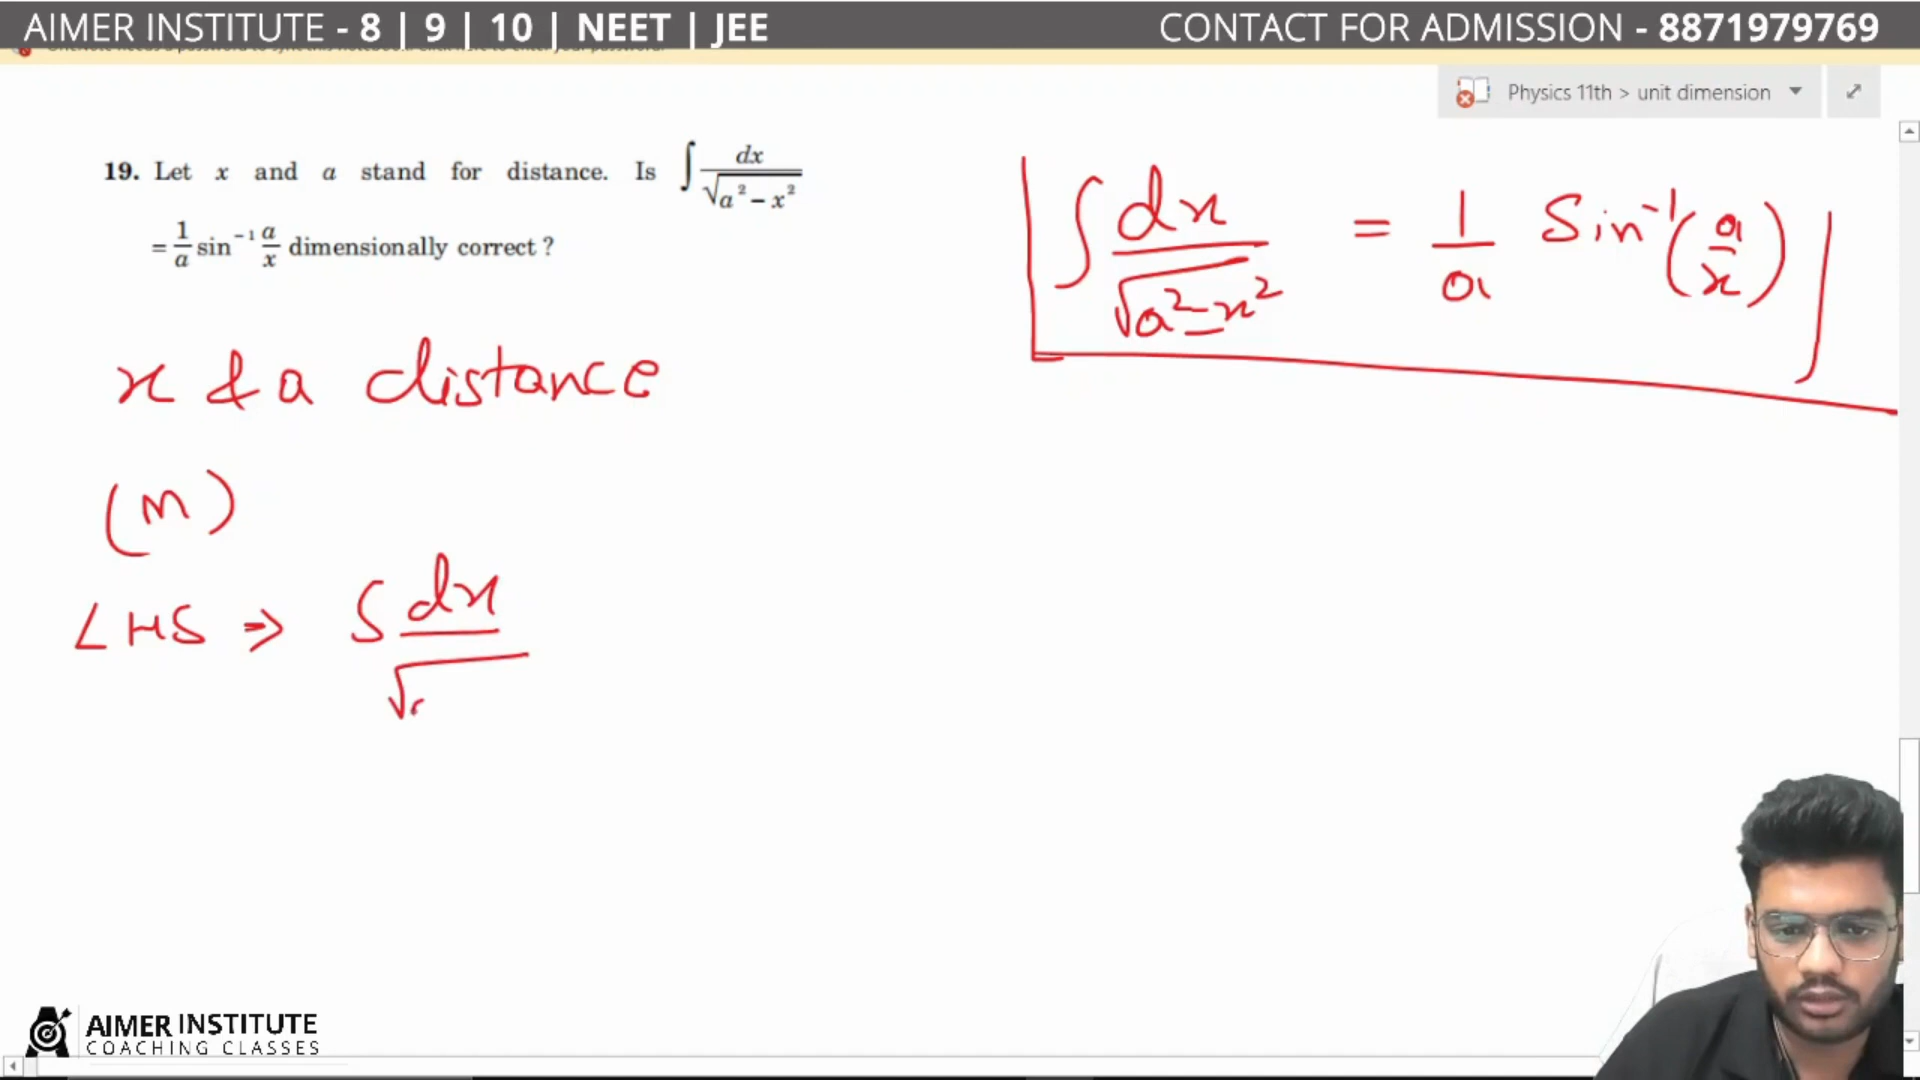 AIMER INSTITUTE - 8 | 9 | 10 | NEET | JEE
CONTACT FOR ADMISSION - 8871979769
Physics 11th > unit dimension
19. Let x and a stand for distance. Is ∫ dx / √(a² − x²)
= 1/a sin⁻¹ a/x dimensionally correct ?
∫ dx / √(a² − x²) = 1/a Sin⁻¹ (a/x)
x & a distance
(m)
LHS ⇒ ∫ dx / √
AIMER INSTITUTE
COACHING CLASSES